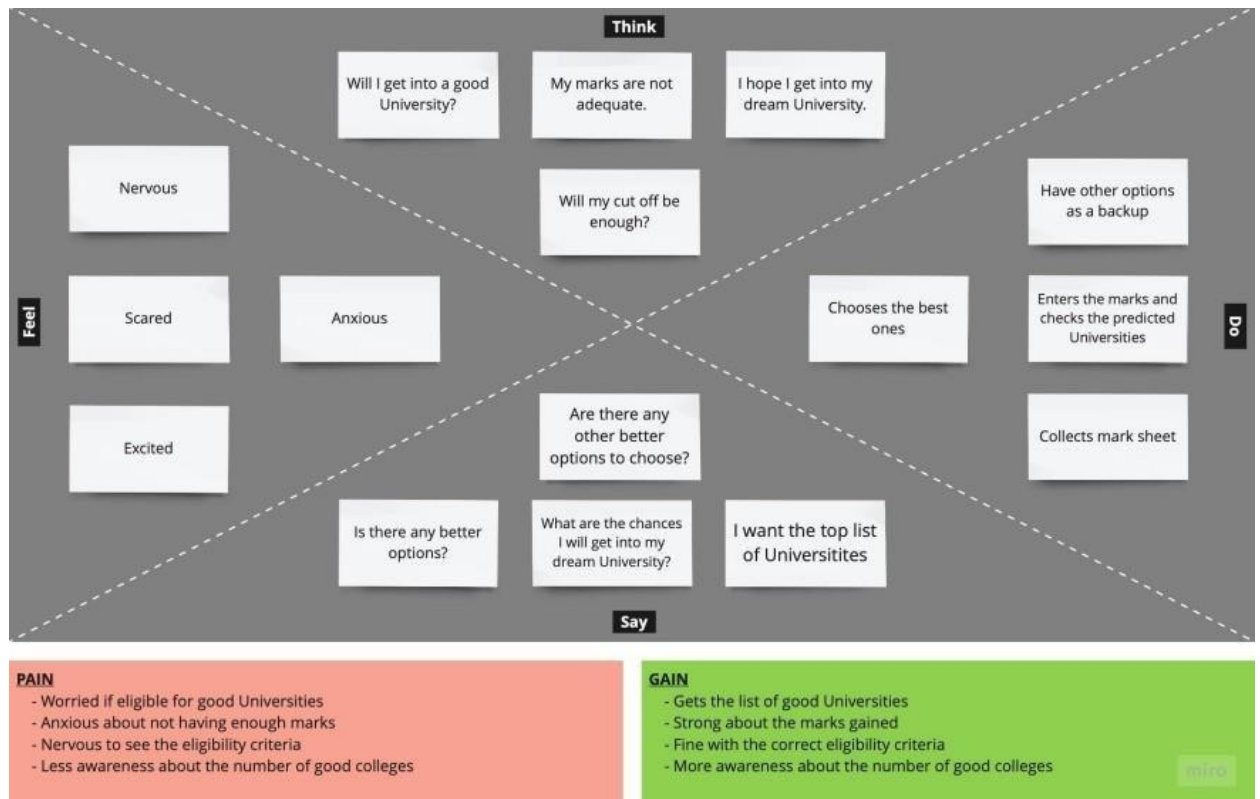 Think
Will I get into a good
University?
My marks are not
adequate.
I hope I get into my
dream University.
Will my cut off be
enough?
Feel
Nervous
Scared
Anxious
Excited
Do
Have other options
as a backup
Chooses the best
ones
Enters the marks and
checks the predicted
Universities
Collects mark sheet
Are there any
other better
options to choose?
Is there any better
options?
What are the chances
I will get into my
dream University?
I want the top list
of Universitites
Say
PAIN
- Worried if eligible for good Universities
- Anxious about not having enough marks
- Nervous to see the eligibility criteria
- Less awareness about the number of good colleges
GAIN
- Gets the list of good Universities
- Strong about the marks gained
- Fine with the correct eligibility criteria
- More awareness about the number of good colleges
miro